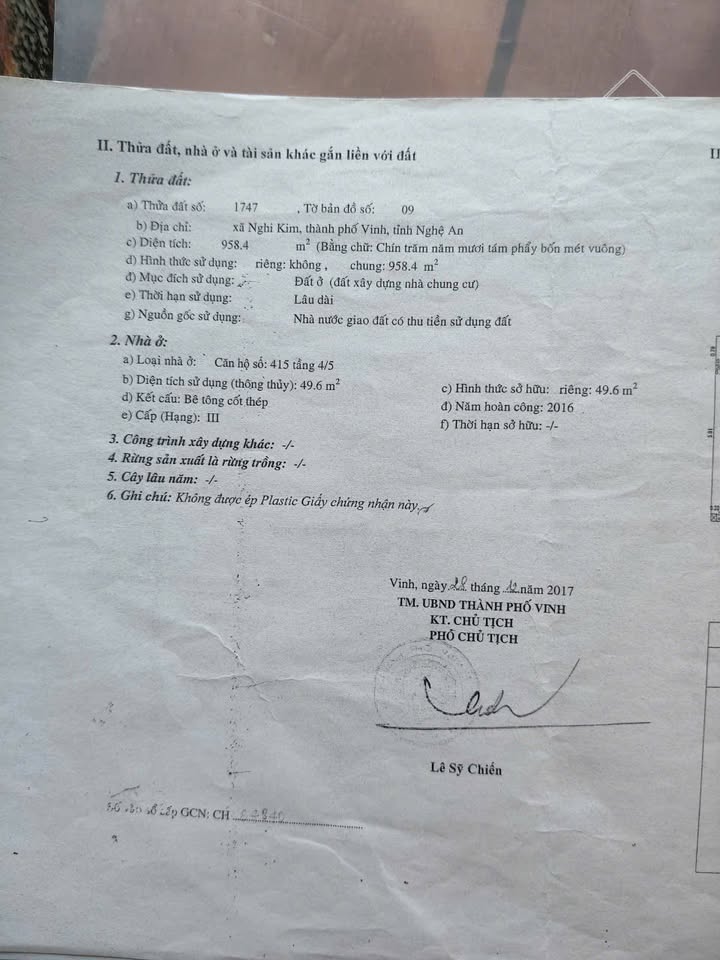 II. Thửa đất, nhà ở và tài sản khác gắn liền với đất
1. Thửa đất:
a) Thửa đất số: 1747 , Tờ bản đồ số: 09
b) Địa chỉ: xã Nghi Kim, thành phố Vinh, tỉnh Nghệ An
c) Diện tích: 958.4 m² (Bằng chữ: Chín trăm năm mươi tám phẩy bốn mét vuông)
d) Hình thức sử dụng: riêng: không , chung: 958.4 m²
đ) Mục đích sử dụng: Đất ở (đất xây dựng nhà chung cư)
e) Thời hạn sử dụng: Lâu dài
g) Nguồn gốc sử dụng: Nhà nước giao đất có thu tiền sử dụng đất
2. Nhà ở:
a) Loại nhà ở: Căn hộ số: 415 tầng 4/5
b) Diện tích sử dụng (thông thủy): 49.6 m² c) Hình thức sở hữu: riêng: 49.6 m²
d) Kết cấu: Bê tông cốt thép đ) Năm hoàn công: 2016
e) Cấp (Hạng): III f) Thời hạn sở hữu: -/-
3. Công trình xây dựng khác: -/-
4. Rừng sản xuất là rừng trồng: -/-
5. Cây lâu năm: -/-
6. Ghi chú: Không được ép Plastic Giấy chứng nhận này
Vinh, ngày 28 tháng 12 năm 2017
TM. UBND THÀNH PHỐ VINH
KT. CHỦ TỊCH
PHÓ CHỦ TỊCH
Lê Sỹ Chiến
Số vào sổ cấp GCN: CH
II